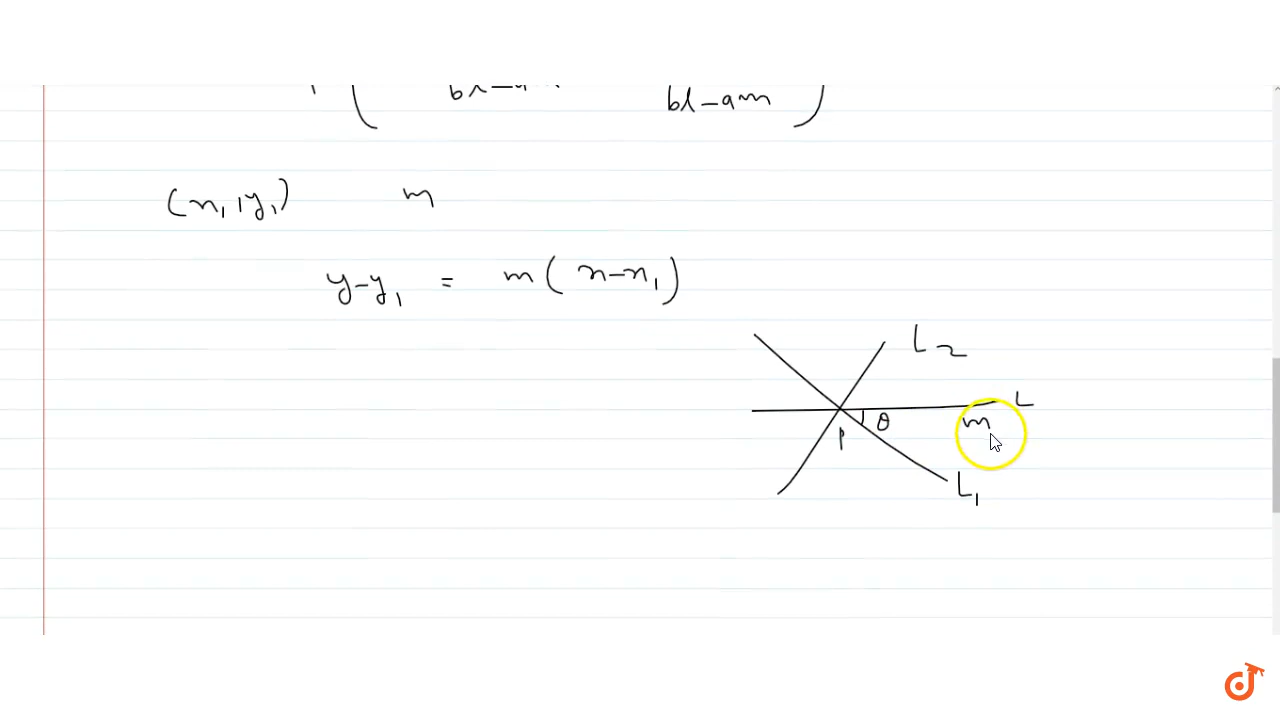 bl-am
(x₁,y₁) m
y-y₁ = m(x-x₁)
L₂
L
θ m
P
L₁